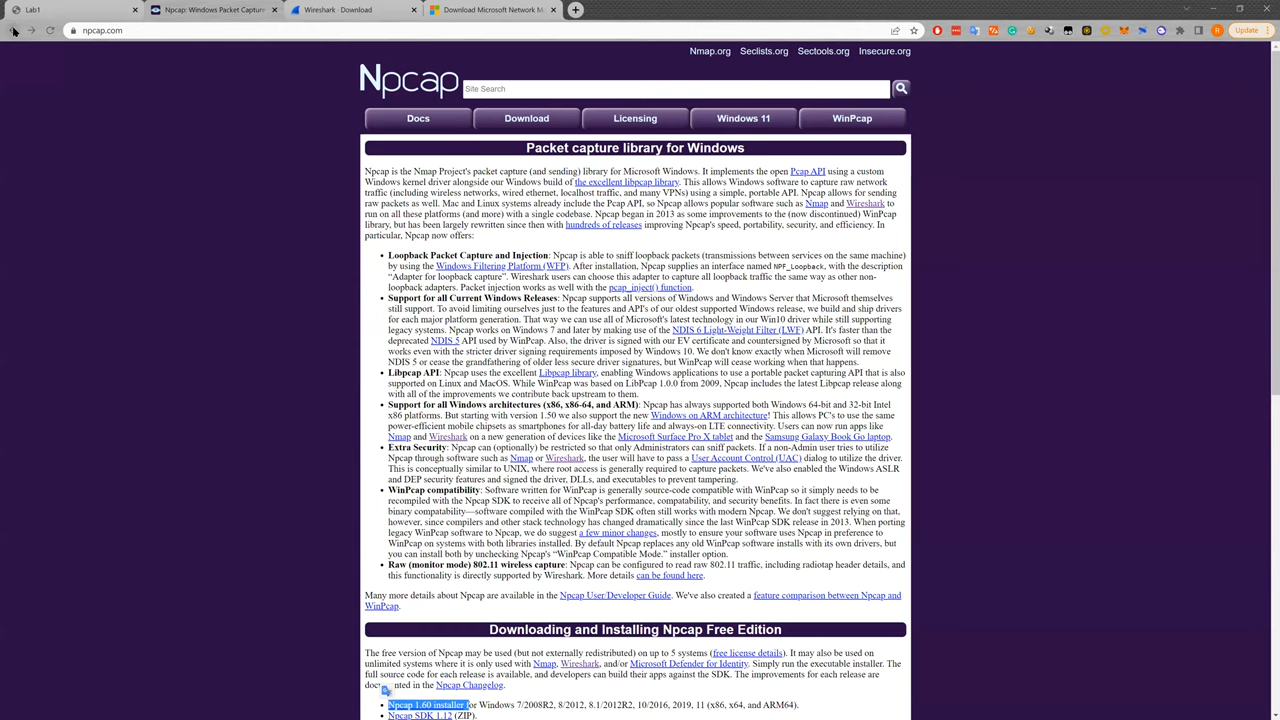 Lab1
Npcap: Windows Packet Capture
Wireshark · Download
Download Microsoft Network M
npcap.com
Update
Nmap.org Seclists.org Sectools.org Insecure.org
Npcap
Site Search
Docs Download Licensing Windows 11 WinPcap
Packet capture library for Windows
Npcap is the Nmap Project's packet capture (and sending) library for Microsoft Windows. It implements the open Pcap API using a custom
Windows kernel driver alongside our Windows build of the excellent libpcap library. This allows Windows software to capture raw network
traffic (including wireless networks, wired ethernet, localhost traffic, and many VPNs) using a simple, portable API. Npcap allows for sending
raw packets as well. Mac and Linux systems already include the Pcap API, so Npcap allows popular software such as Nmap and Wireshark to
run on all these platforms (and more) with a single codebase. Npcap began in 2013 as some improvements to the (now discontinued) WinPcap
library, but has been largely rewritten since then with hundreds of releases improving Npcap's speed, portability, security, and efficiency. In
particular, Npcap now offers:
• Loopback Packet Capture and Injection: Npcap is able to sniff loopback packets (transmissions between services on the same machine)
by using the Windows Filtering Platform (WFP). After installation, Npcap supplies an interface named NPF_Loopback, with the description
“Adapter for loopback capture”. Wireshark users can choose this adapter to capture all loopback traffic the same way as other non-
loopback adapters. Packet injection works as well with the pcap_inject() function.
• Support for all Current Windows Releases: Npcap supports all versions of Windows and Windows Server that Microsoft themselves
still support. To avoid limiting ourselves just to the features and API's of our oldest supported Windows release, we build and ship drivers
for each major platform generation. That way we can use all of Microsoft's latest technology in our Win10 driver while still supporting
legacy systems. Npcap works on Windows 7 and later by making use of the NDIS 6 Light-Weight Filter (LWF) API. It's faster than the
deprecated NDIS 5 API used by WinPcap. Also, the driver is signed with our EV certificate and countersigned by Microsoft so that it
works even with the stricter driver signing requirements imposed by Windows 10. We don't know exactly when Microsoft will remove
NDIS 5 or cease the grandfathering of older less secure driver signatures, but WinPcap will cease working when that happens.
• Libpcap API: Npcap uses the excellent Libpcap library, enabling Windows applications to use a portable packet capturing API that is also
supported on Linux and MacOS. While WinPcap was based on LibPcap 1.0.0 from 2009, Npcap includes the latest Libpcap release along
with all of the improvements we contribute back upstream to them.
• Support for all Windows architectures (x86, x86-64, and ARM): Npcap has always supported both Windows 64-bit and 32-bit Intel
x86 platforms. But starting with version 1.50 we also support the new Windows on ARM architecture! This allows PC's to use the same
power-efficient mobile chipsets as smartphones for all-day battery life and always-on LTE connectivity. Users can now run apps like
Nmap and Wireshark on a new generation of devices like the Microsoft Surface Pro X tablet and the Samsung Galaxy Book Go laptop.
• Extra Security: Npcap can (optionally) be restricted so that only Administrators can sniff packets. If a non-Admin user tries to utilize
Npcap through software such as Nmap or Wireshark, the user will have to pass a User Account Control (UAC) dialog to utilize the driver.
This is conceptually similar to UNIX, where root access is generally required to capture packets. We've also enabled the Windows ASLR
and DEP security features and signed the driver, DLLs, and executables to prevent tampering.
• WinPcap compatibility: Software written for WinPcap is generally source-code compatible with WinPcap so it simply needs to be
recompiled with the Npcap SDK to receive all of Npcap's performance, compatability, and security benefits. In fact there is even some
binary compatability—software compiled with the WinPcap SDK often still works with modern Npcap. We don't suggest relying on that,
however, since compilers and other stack technology has changed dramatically since the last WinPcap SDK release in 2013. When porting
legacy WinPcap software to Npcap, we do suggest a few minor changes, mostly to ensure your software uses Npcap in preference to
WinPcap on systems with both libraries installed. By default Npcap replaces any old WinPcap software installs with its own drivers, but
you can install both by unchecking Npcap's “WinPcap Compatible Mode.” installer option.
• Raw (monitor mode) 802.11 wireless capture: Npcap can be configured to read raw 802.11 traffic, including radiotap header details, and
this functionality is directly supported by Wireshark. More details can be found here.
Many more details about Npcap are available in the Npcap User/Developer Guide. We've also created a feature comparison between Npcap and
WinPcap.
Downloading and Installing Npcap Free Edition
The free version of Npcap may be used (but not externally redistributed) on up to 5 systems (free license details). It may also be used on
unlimited systems where it is only used with Nmap, Wireshark, and/or Microsoft Defender for Identity. Simply run the executable installer. The
full source code for each release is available, and developers can build their apps against the SDK. The improvements for each release are
in the Npcap Changelog.
• Npcap 1.60 installer for Windows 7/2008R2, 8/2012, 8.1/2012R2, 10/2016, 2019, 11 (x86, x64, and ARM64).
• Npcap SDK 1.12 (ZIP).